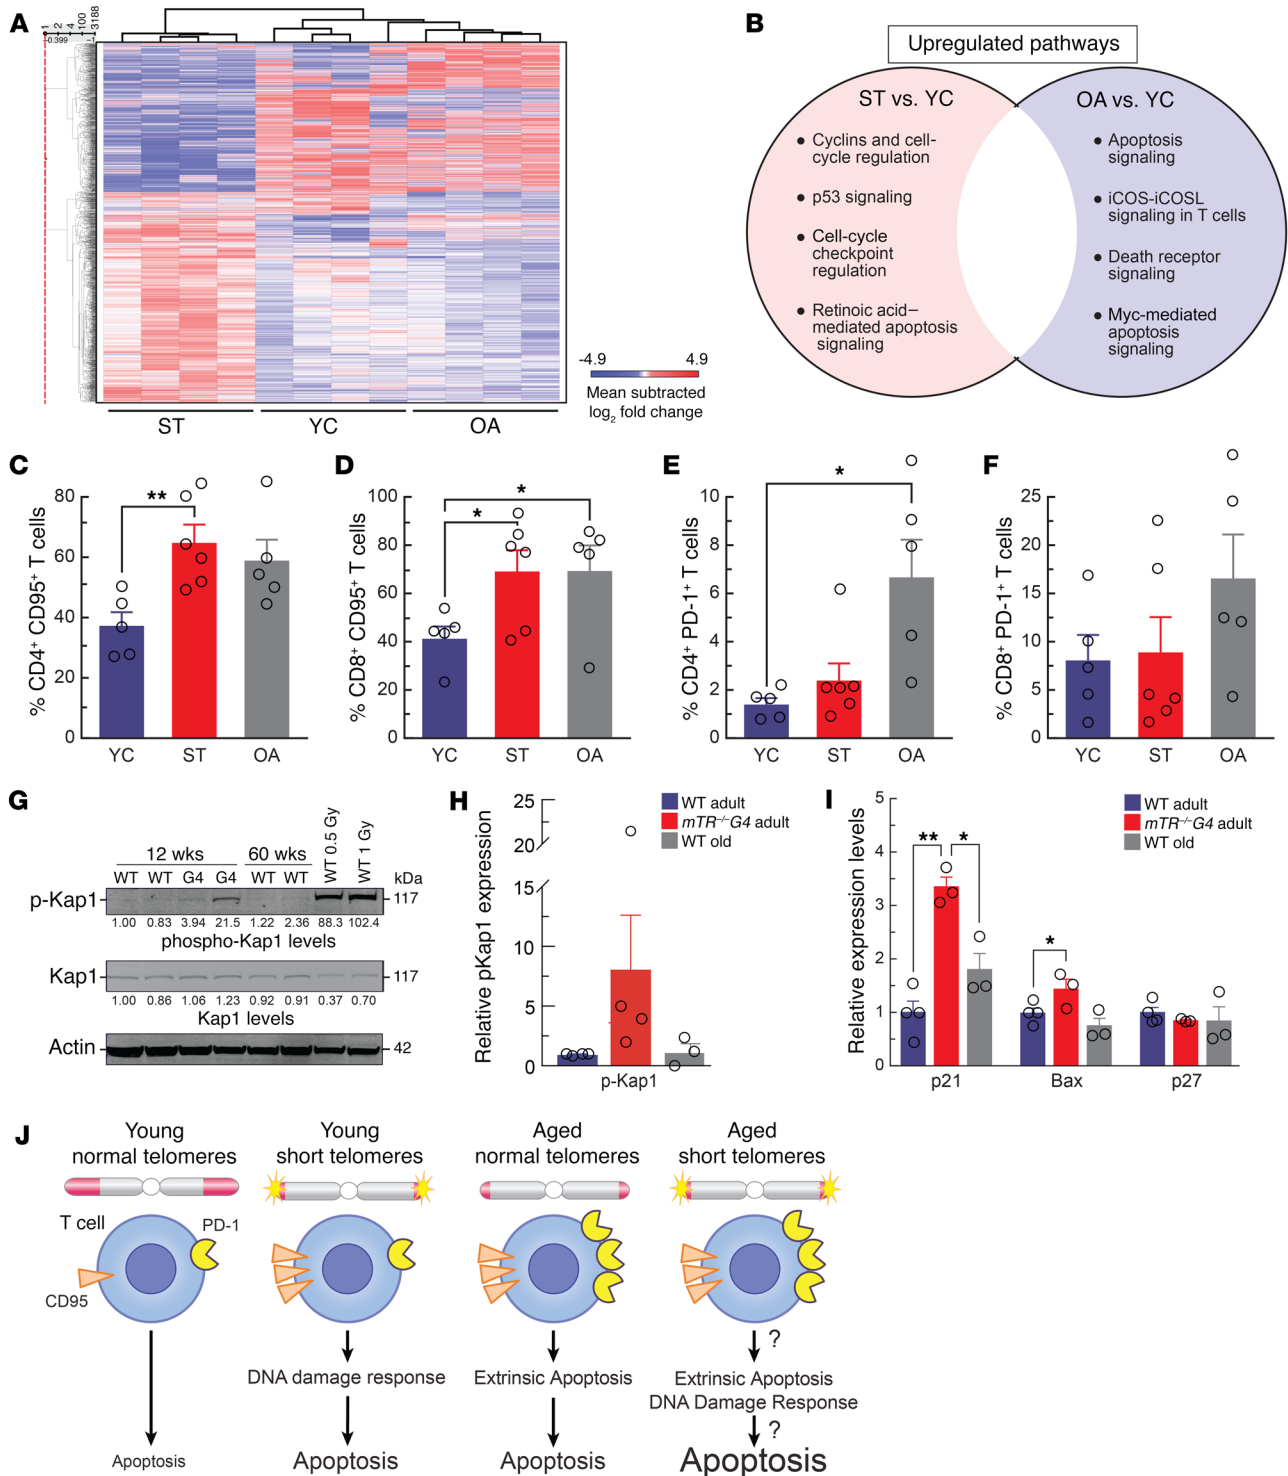 A
1
2
4
100
3188
-0.399
–1
ST
YC
OA
-4.9
4.9
Mean subtracted
log2 fold change
B
Upregulated pathways
ST vs. YC
• Cyclins and cell-
cycle regulation
• p53 signaling
• Cell-cycle
checkpoint
regulation
• Retinoic acid–
mediated apoptosis
signaling
OA vs. YC
• Apoptosis
signaling
• iCOS-iCOSL
signaling in T cells
• Death receptor
signaling
• Myc-mediated
apoptosis
signaling
C
% CD4+ CD95+ T cells
80
60
40
20
0
**
YC
ST
OA
D
% CD8+ CD95+ T cells
100
80
60
40
20
0
*
*
YC
ST
OA
E
% CD4+ PD-1+ T cells
10
8
6
4
2
0
*
YC
ST
OA
F
% CD8+ PD-1+ T cells
25
20
15
10
5
0
YC
ST
OA
G
12 wks
60 wks
WT 0.5 Gy
WT 1 Gy
WT WT G4 G4 WT WT
kDa
p-Kap1
117
1.00 0.83 3.94 21.5 1.22 2.36 88.3 102.4
phospho-Kap1 levels
Kap1
117
1.00 0.86 1.06 1.23 0.92 0.91 0.37 0.70
Kap1 levels
Actin
42
H
Relative pKap1 expression
25
20
15
10
5
0
p-Kap1
WT adult
mTR–/–G4 adult
WT old
I
Relative expression levels
5
4
3
2
1
0
** *
*
p21
Bax
p27
WT adult
mTR–/–G4 adult
WT old
J
Young
normal telomeres
T cell
PD-1
CD95
Apoptosis
Young
short telomeres
DNA damage response
Apoptosis
Aged
normal telomeres
Extrinsic Apoptosis
Apoptosis
Aged
short telomeres
?
Extrinsic Apoptosis
DNA Damage Response
?
Apoptosis